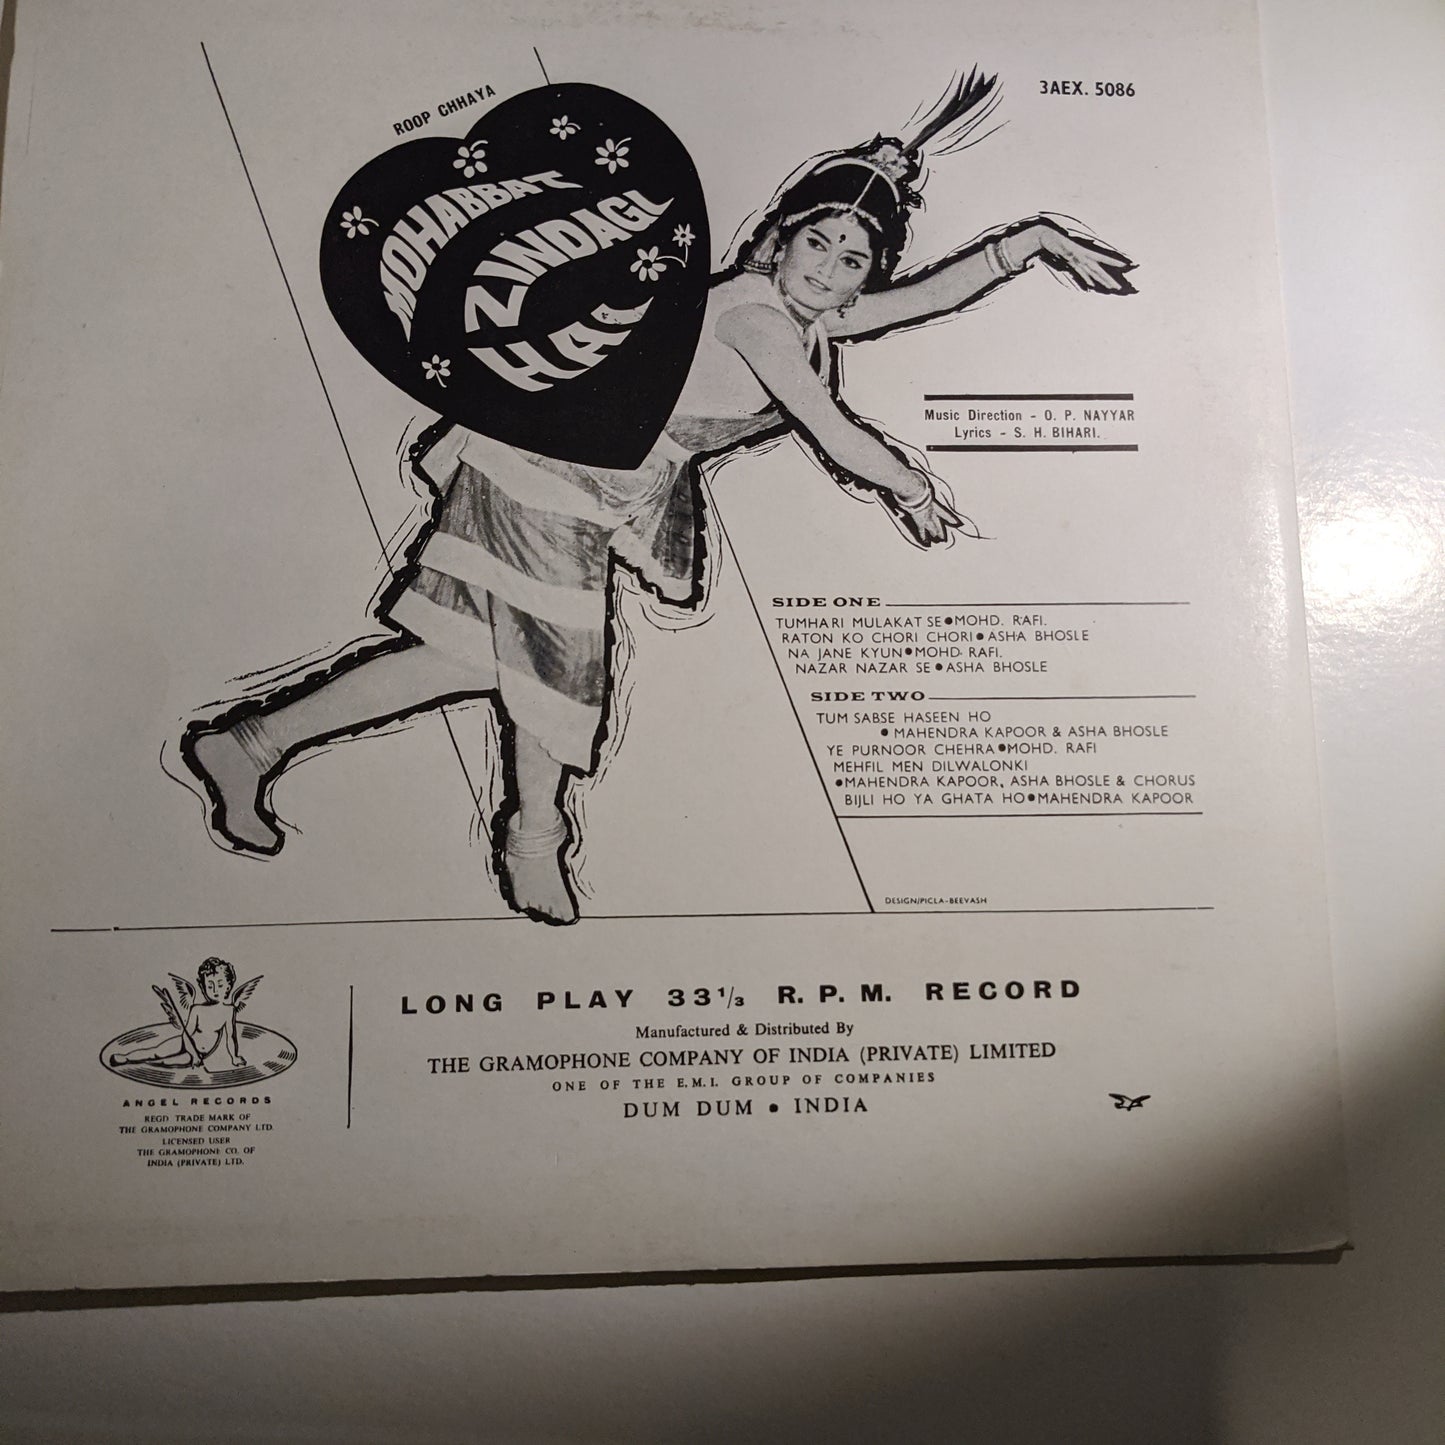 3AEX. 5086
ROOP CHHAYA
MOHABBAT
ZINDAGI
HAI
Music Direction - O. P. NAYYAR
Lyrics - S. H. BIHARI.
SIDE ONE
TUMHARI MULAKAT SE●MOHD. RAFI.
RATON KO CHORI CHORI●ASHA BHOSLE
NA JANE KYUN●MOHD. RAFI.
NAZAR NAZAR SE●ASHA BHOSLE
SIDE TWO
TUM SABSE HASEEN HO
● MAHENDRA KAPOOR & ASHA BHOSLE
YE PURNOOR CHEHRA●MOHD. RAFI
MEHFIL MEN DILWALONKI
●MAHENDRA KAPOOR, ASHA BHOSLE & CHORUS
BIJLI HO YA GHATA HO●MAHENDRA KAPOOR
DESIGN/PICLA-BEEYASH
LONG PLAY 33⅓ R. P. M. RECORD
Manufactured & Distributed By
THE GRAMOPHONE COMPANY OF INDIA (PRIVATE) LIMITED
ONE OF THE E.M.I. GROUP OF COMPANIES
DUM DUM ● INDIA
ANGEL RECORDS
REGD TRADE MARK OF
THE GRAMOPHONE COMPANY LTD.
LICENSED USER
THE GRAMOPHONE CO. OF
INDIA (PRIVATE) LTD.